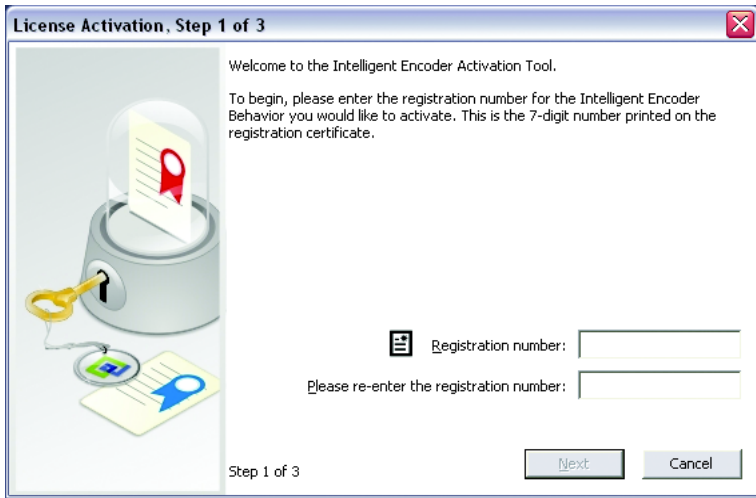 License Activation, Step 1 of 3
Welcome to the Intelligent Encoder Activation Tool.
To begin, please enter the registration number for the Intelligent Encoder
Behavior you would like to activate. This is the 7-digit number printed on the
registration certificate.
Registration number:
Please re-enter the registration number:
Step 1 of 3
Next
Cancel